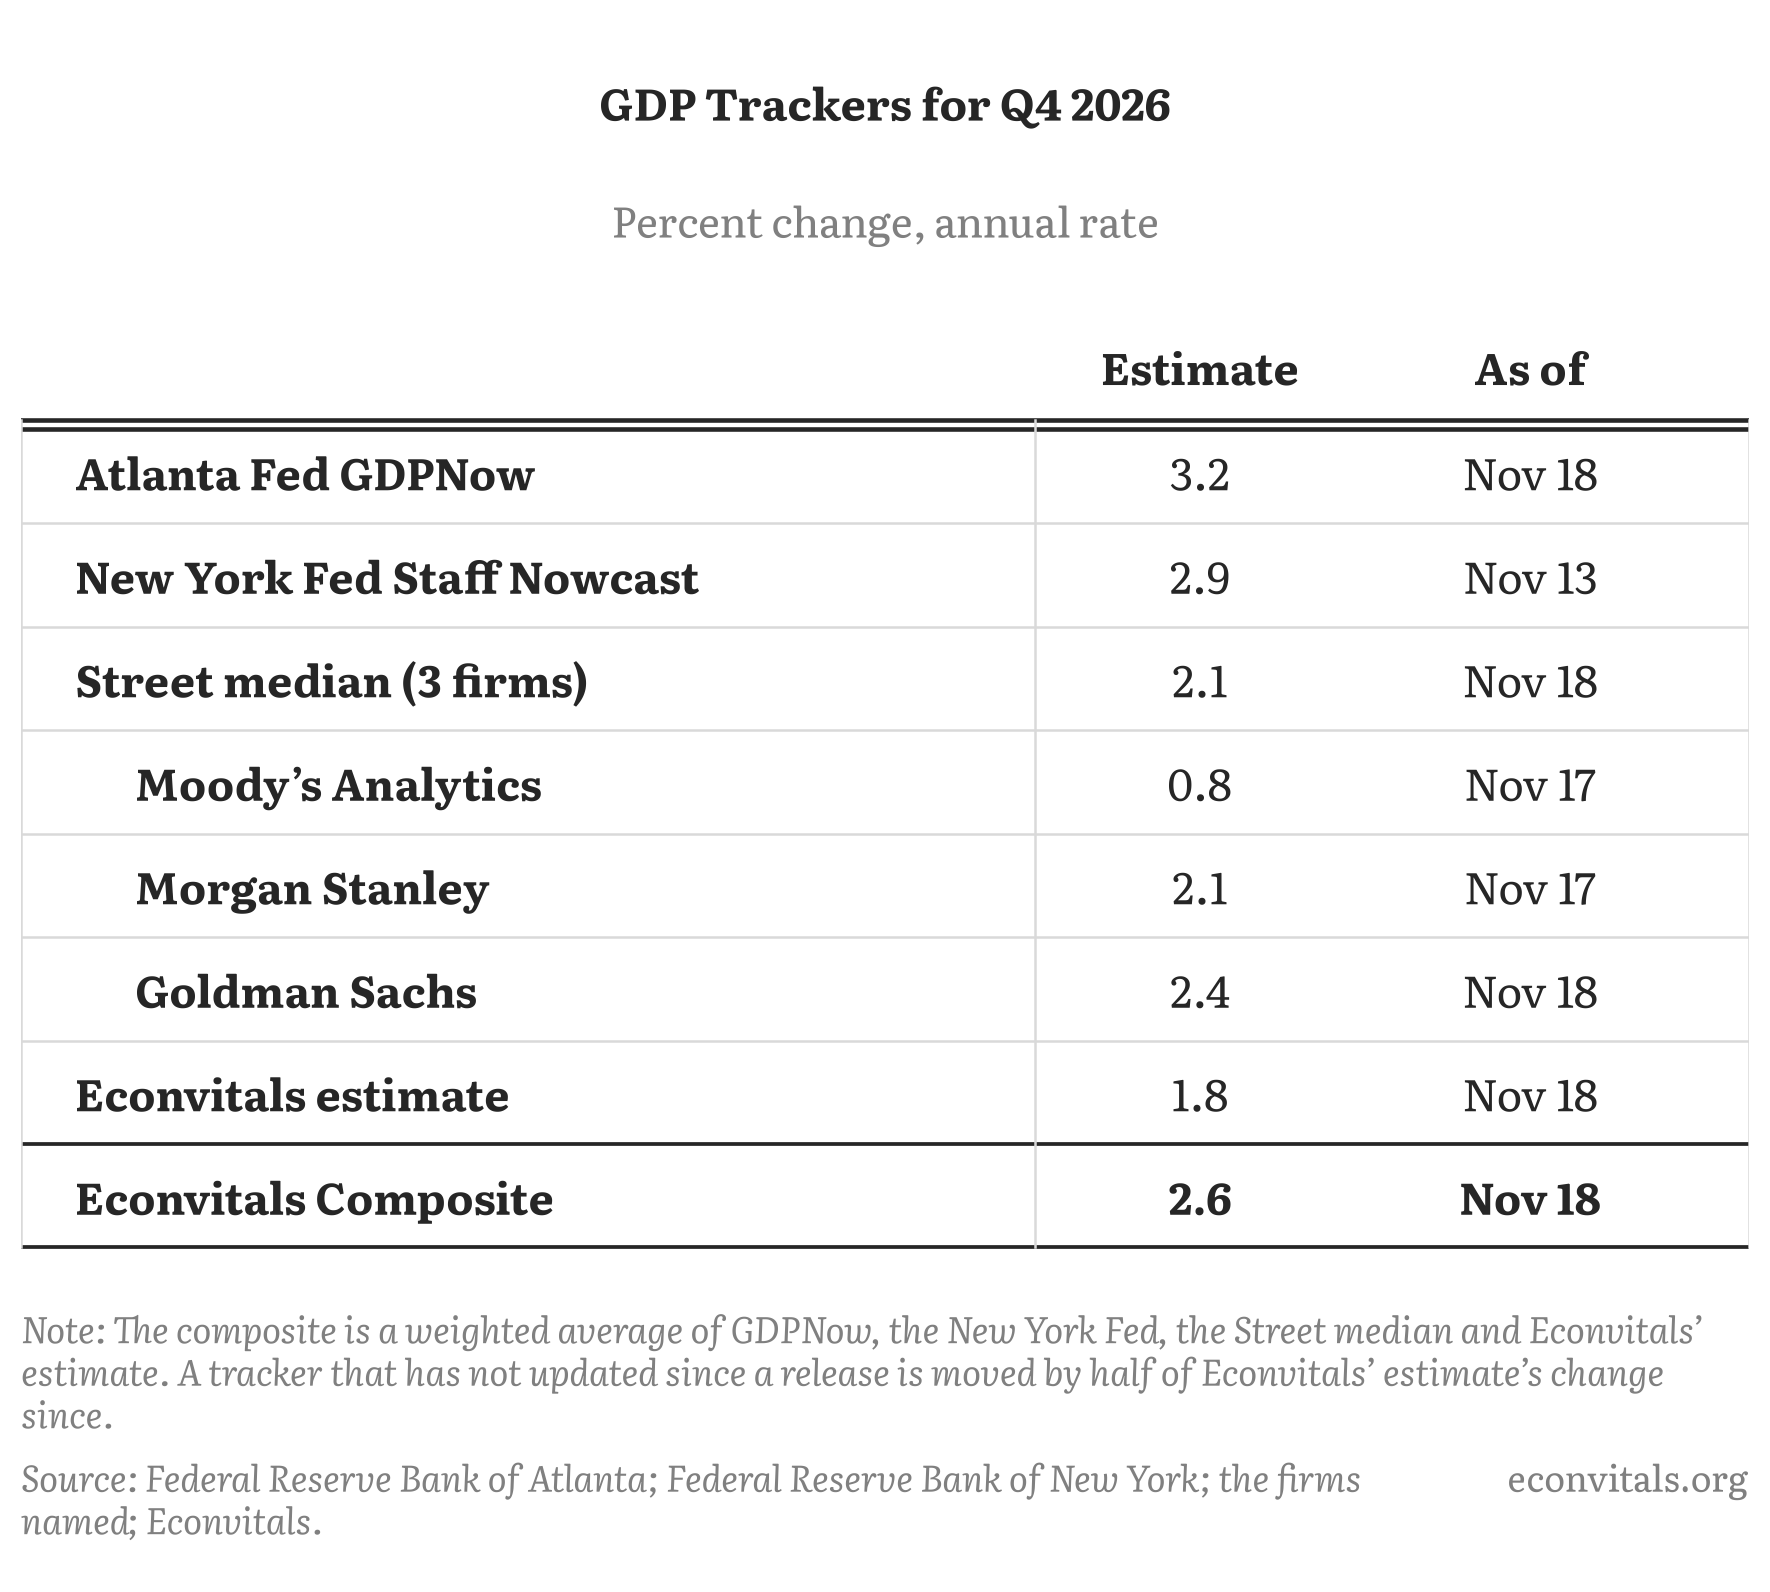 GDP Trackers for Q4 2026
Percent change, annual rate
Estimate As of
Atlanta Fed GDPNow 3.2 Nov 18
New York Fed Staff Nowcast 2.9 Nov 13
Street median (3 firms) 2.1 Nov 18
Moody’s Analytics 0.8 Nov 17
Morgan Stanley 2.1 Nov 17
Goldman Sachs 2.4 Nov 18
Econvitals estimate 1.8 Nov 18
Econvitals Composite 2.6 Nov 18
Note: The composite is a weighted average of GDPNow, the New York Fed, the Street median and Econvitals’
estimate. A tracker that has not updated since a release is moved by half of Econvitals’ estimate’s change
since.
Source: Federal Reserve Bank of Atlanta; Federal Reserve Bank of New York; the firms
named; Econvitals.
econvitals.org